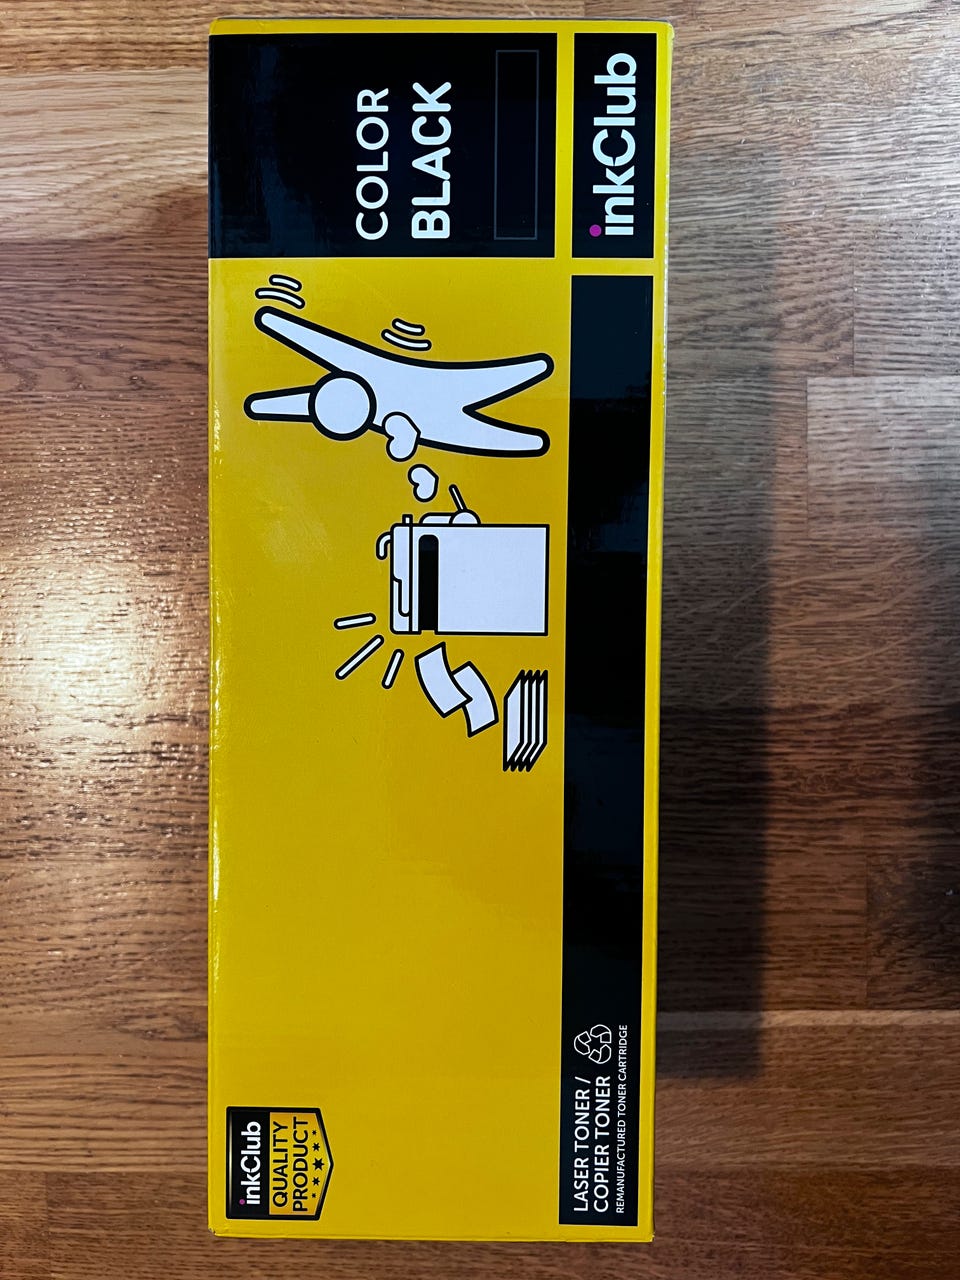 inkClub
QUALITY
PRODUCT
LASER TONER /
COPIER TONER
REMANUFACTURED TONER CARTRIDGE
COLOR
BLACK
inkClub